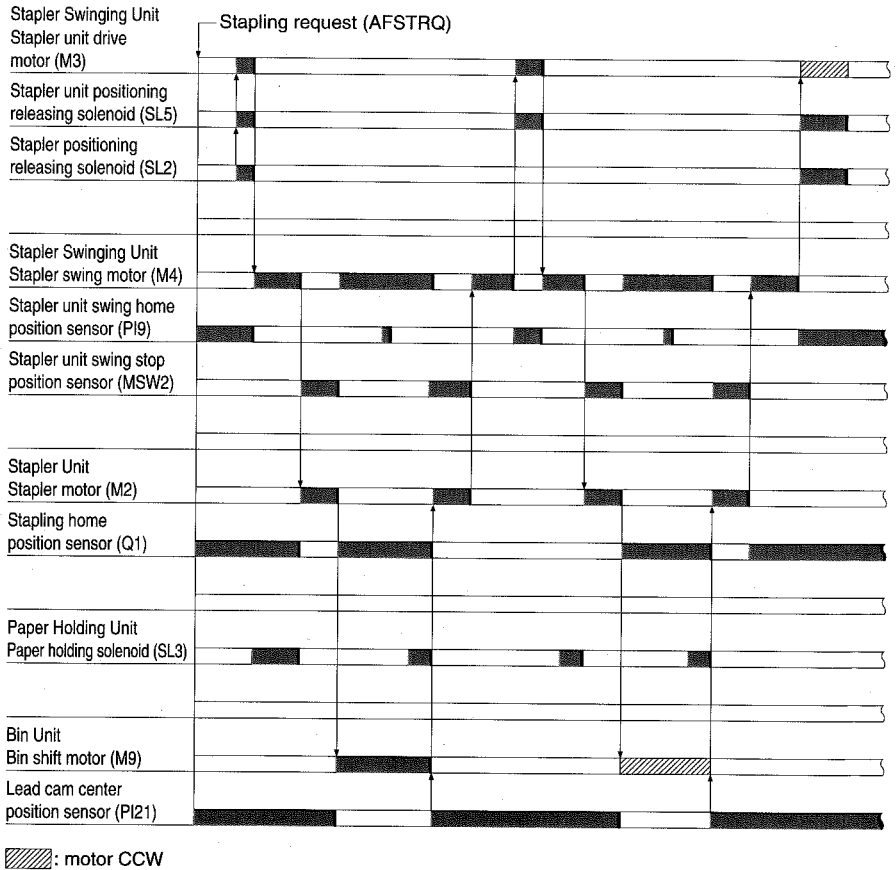 Stapler Swinging Unit
Stapler unit drive
motor (M3)
Stapling request (AFSTRQ)
Stapler unit positioning
releasing solenoid (SL5)
Stapler positioning
releasing solenoid (SL2)
Stapler Swinging Unit
Stapler swing motor (M4)
Stapler unit swing home
position sensor (PI9)
Stapler unit swing stop
position sensor (MSW2)
Stapler Unit
Stapler motor (M2)
Stapling home
position sensor (Q1)
Paper Holding Unit
Paper holding solenoid (SL3)
Bin Unit
Bin shift motor (M9)
Lead cam center
position sensor (PI21)
: motor CCW